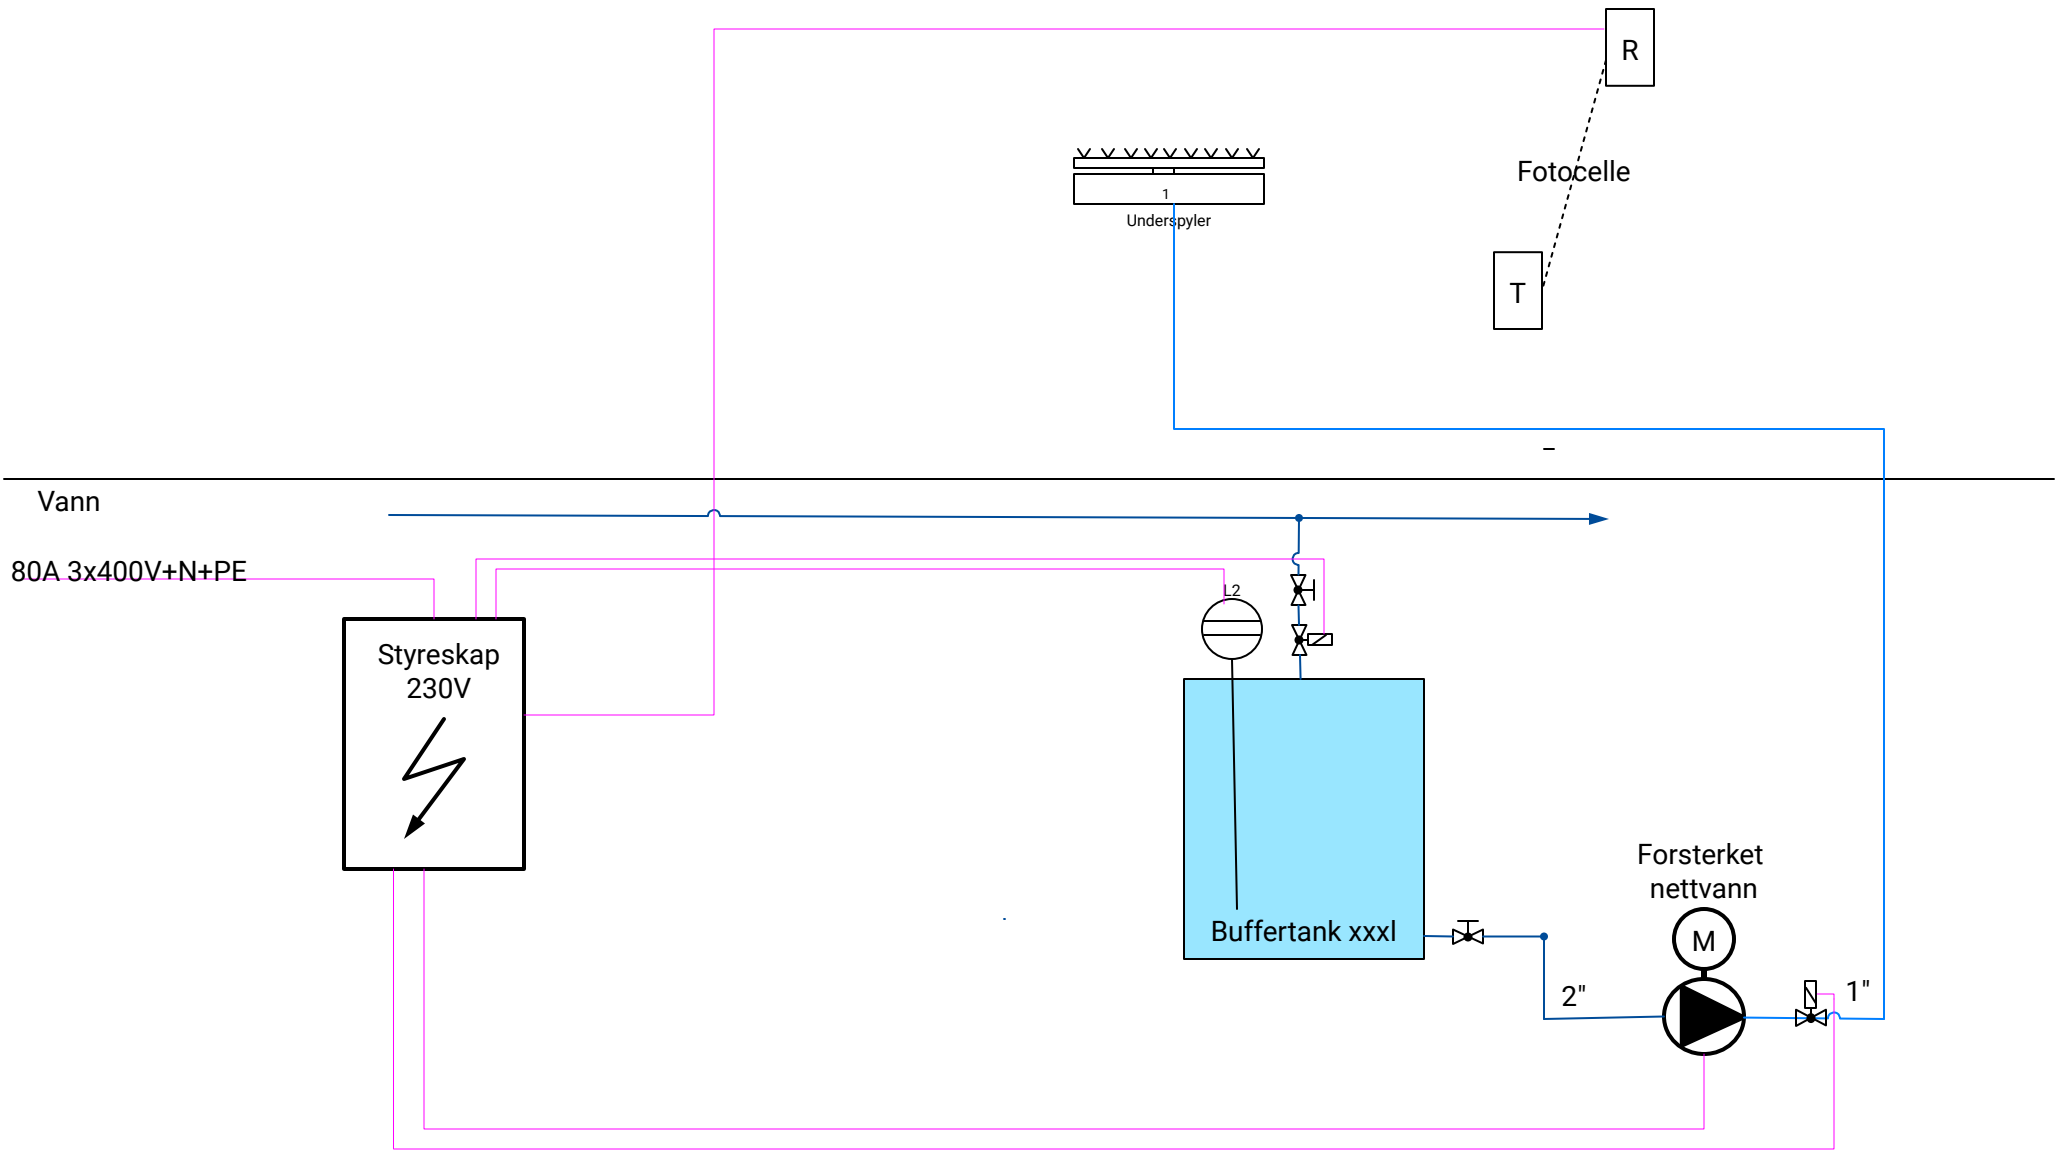 R
Fotocelle
1
Underspyler
T
–
Vann
80A 3x400V+N+PE
L2
Styreskap
230V
Forsterket
nettvann
Buffertank xxxl
M
2"
1"